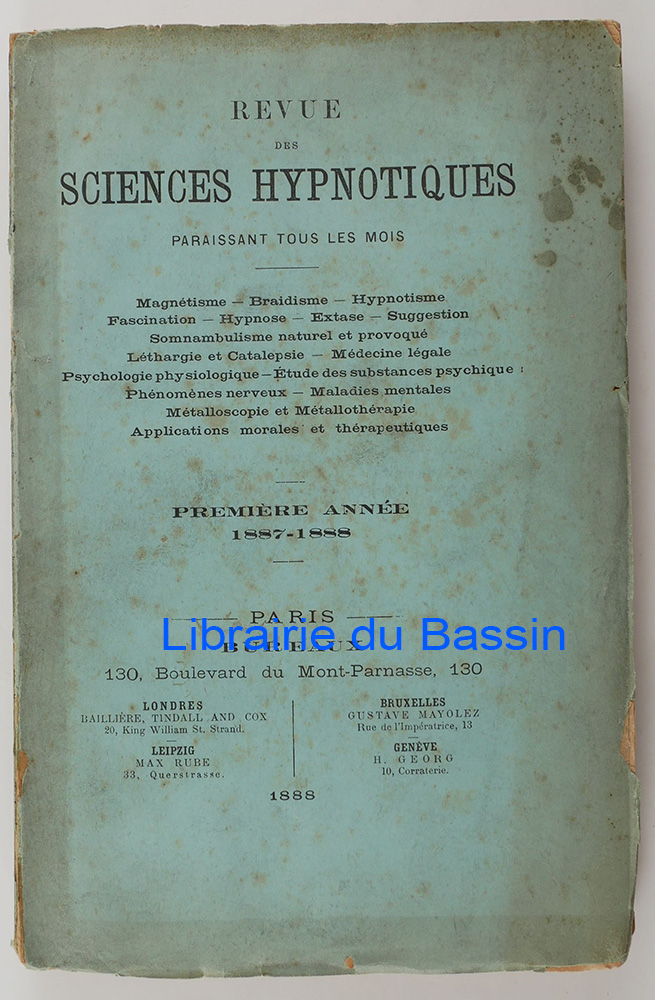 REVUE
DES
SCIENCES HYPNOTIQUES
PARAISSANT TOUS LES MOIS
Magnétisme — Braidisme — Hypnotisme
Fascination — Hypnose — Extase — Suggestion
Somnambulisme naturel et provoqué
Léthargie et Catalepsie — Médecine légale
Psychologie physiologique — Étude des substances psychique :
Phénomènes nerveux — Maladies mentales
Métalloscopie et Métallothérapie
Applications morales et thérapeutiques
PREMIÈRE ANNÉE
1887-1888
PARIS
Librairie du Bassin
BUREAUX
130, Boulevard du Mont-Parnasse, 130
LONDRES
BAILLIÈRE, TINDALL AND COX
20, King William St. Strand.
LEIPZIG
MAX RUBE
33, Querstrasse.
BRUXELLES
GUSTAVE MAYOLEZ
Rue de l'Impératrice, 13
GENÈVE
H. GEORG
10, Corraterie.
1888